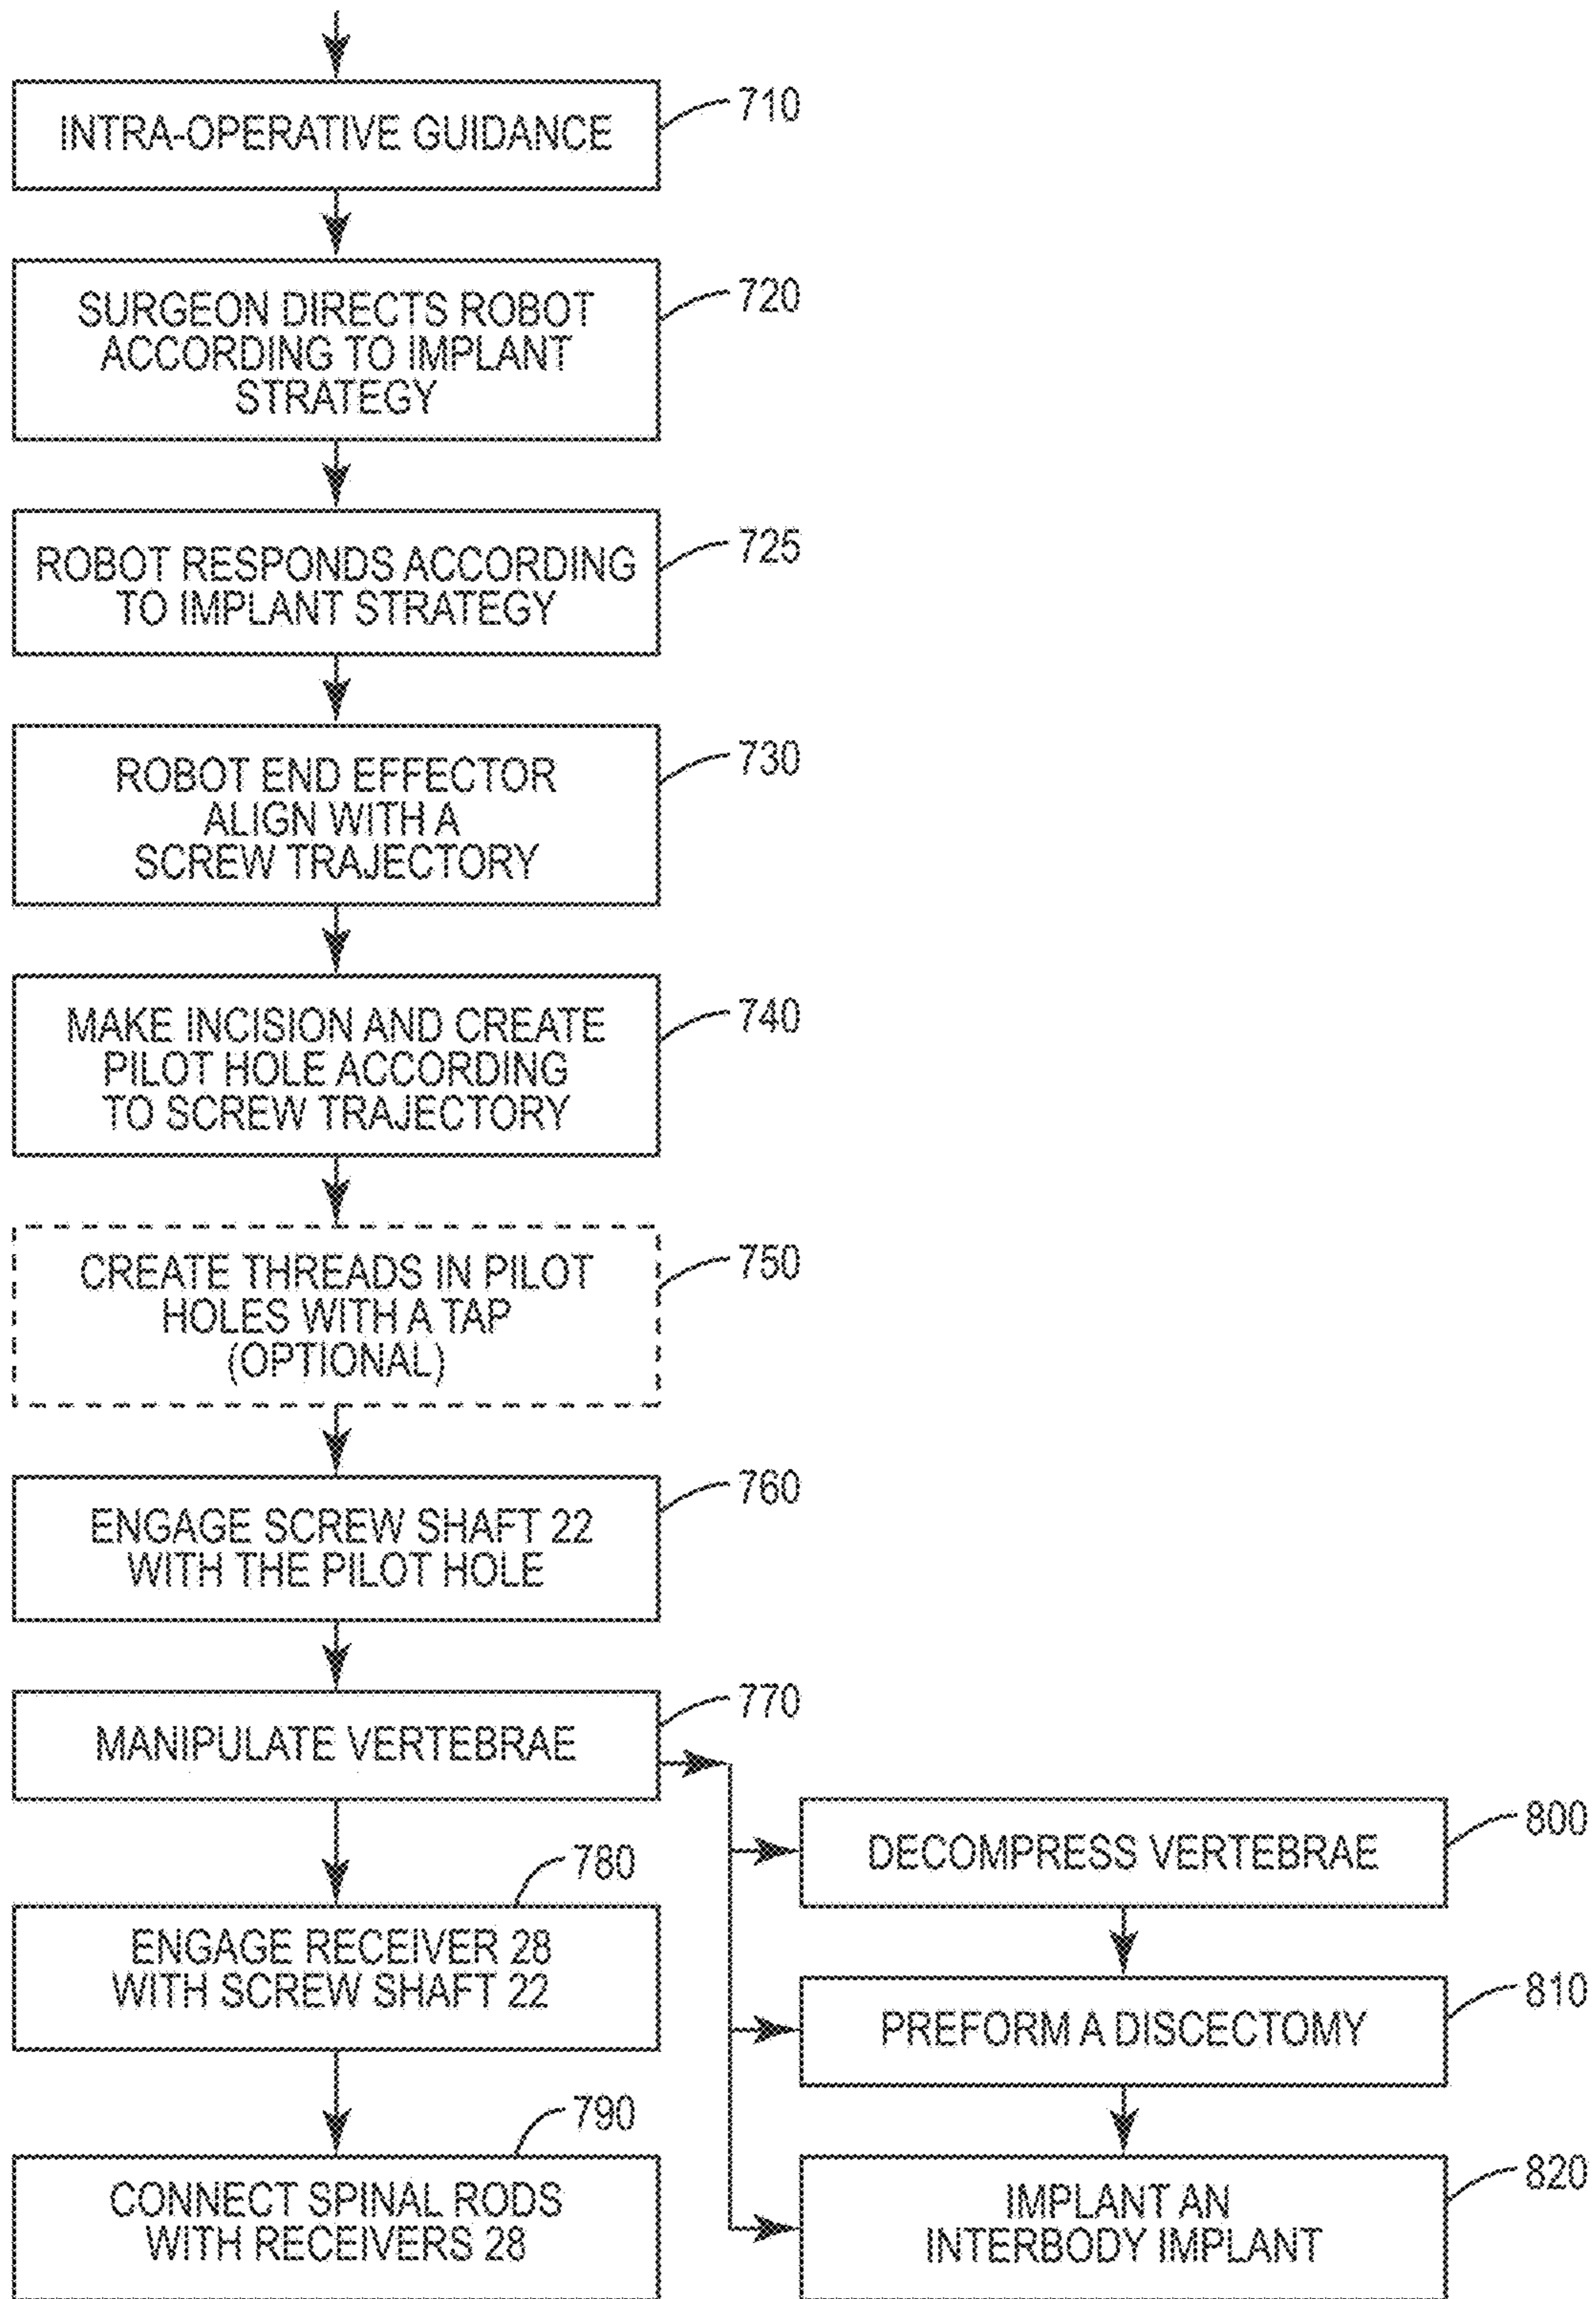 INTRA-OPERATIVE GUIDANCE
710
SURGEON DIRECTS ROBOT
ACCORDING TO IMPLANT
STRATEGY
720
ROBOT RESPONDS ACCORDING
TO IMPLANT STRATEGY
725
ROBOT END EFFECTOR
ALIGN WITH A
SCREW TRAJECTORY
730
MAKE INCISION AND CREATE
PILOT HOLE ACCORDING
TO SCREW TRAJECTORY
740
CREATE THREADS IN PILOT
HOLES WITH A TAP
(OPTIONAL)
750
ENGAGE SCREW SHAFT 22
WITH THE PILOT HOLE
760
MANIPULATE VERTEBRAE
770
ENGAGE RECEIVER 28
WITH SCREW SHAFT 22
780
CONNECT SPINAL RODS
WITH RECEIVERS 28
790
DECOMPRESS VERTEBRAE
800
PREFORM A DISCECTOMY
810
IMPLANT AN
INTERBODY IMPLANT
820